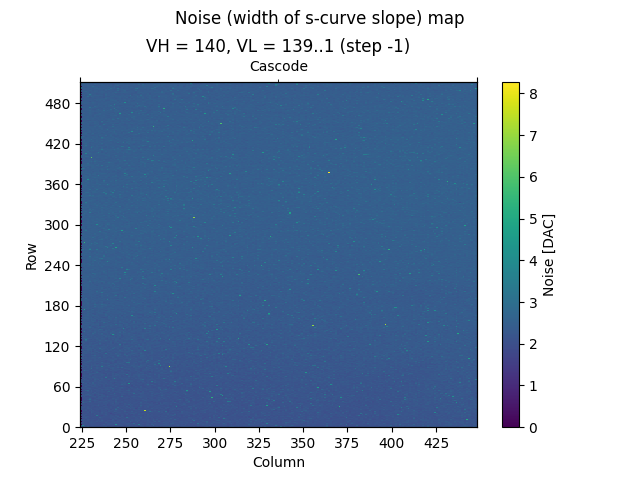 Noise (width of s-curve slope) map
VH = 140, VL = 139..1 (step -1)
Cascode
480
420
360
300
240
180
120
60
0
Row
225 250 275 300 325 350 375 400 425
Column
8
7
6
5
4
3
2
1
0
Noise [DAC]